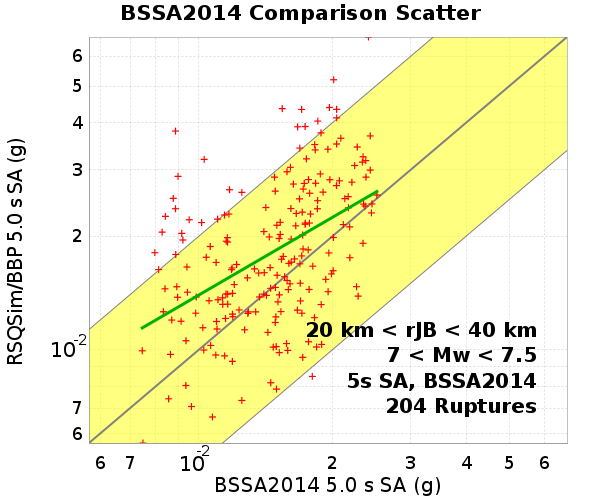 BSSA2014 Comparison Scatter
RSQSim/BBP 5.0 s SA (g)
6
5
4
3
2
10-2
7
6
20 km < rJB < 40 km
7 < Mw < 7.5
5s SA, BSSA2014
204 Ruptures
6 7 10-2 2 3 4 5 6
BSSA2014 5.0 s SA (g)